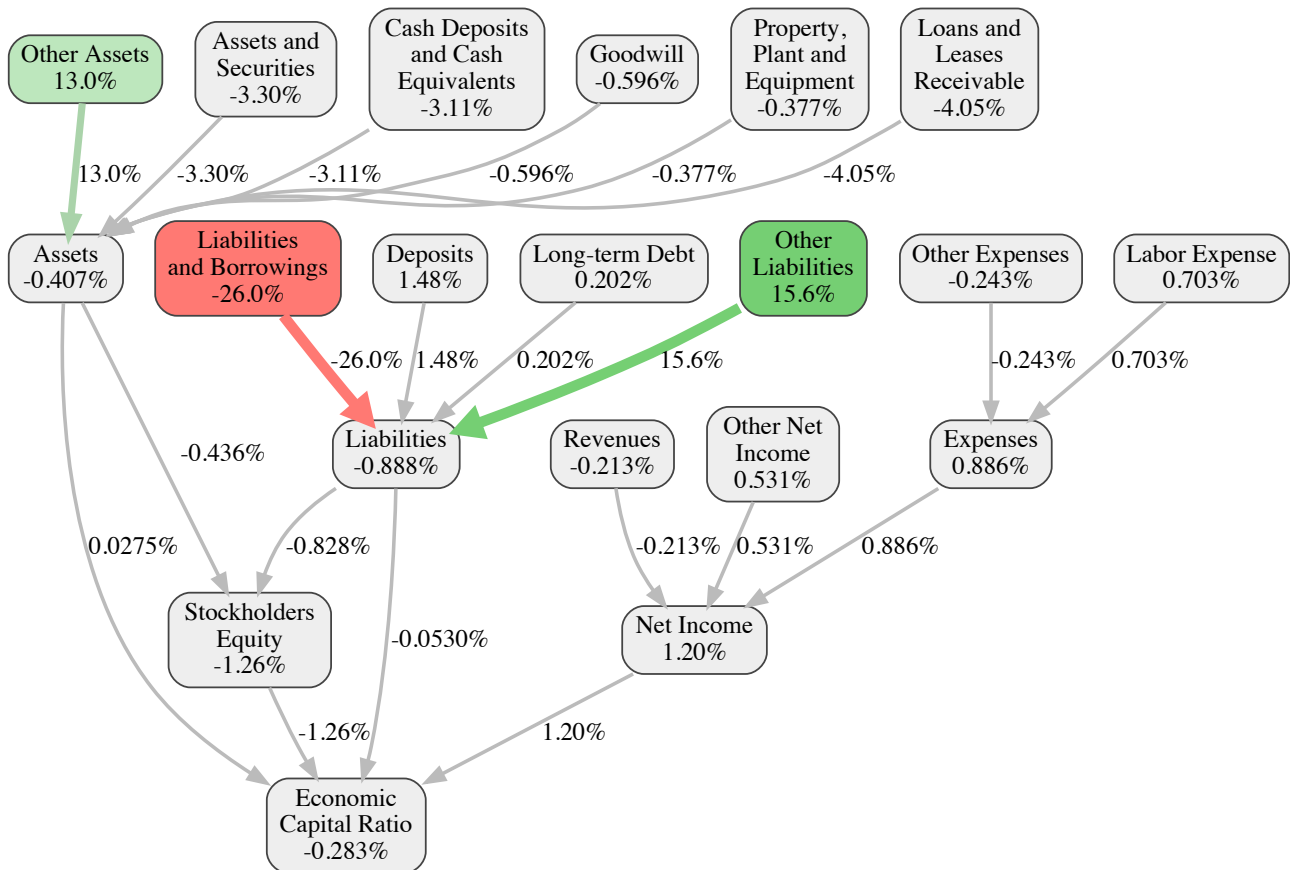 Other Assets
13.0%
Assets and
Securities
-3.30%
Cash Deposits
and Cash
Equivalents
-3.11%
Goodwill
-0.596%
Property,
Plant and
Equipment
-0.377%
Loans and
Leases
Receivable
-4.05%
13.0%
-3.30%
-3.11%
-0.596%
-0.377%
-4.05%
Assets
-0.407%
Liabilities
and Borrowings
-26.0%
Deposits
1.48%
Long-term Debt
0.202%
Other
Liabilities
15.6%
Other Expenses
-0.243%
Labor Expense
0.703%
-26.0%
1.48%
0.202%
15.6%
-0.243%
0.703%
-0.436%
Liabilities
-0.888%
Revenues
-0.213%
Other Net
Income
0.531%
Expenses
0.886%
0.0275%
-0.828%
-0.213%
0.531%
0.886%
Stockholders
Equity
-1.26%
-0.0530%
Net Income
1.20%
-1.26%
1.20%
Economic
Capital Ratio
-0.283%